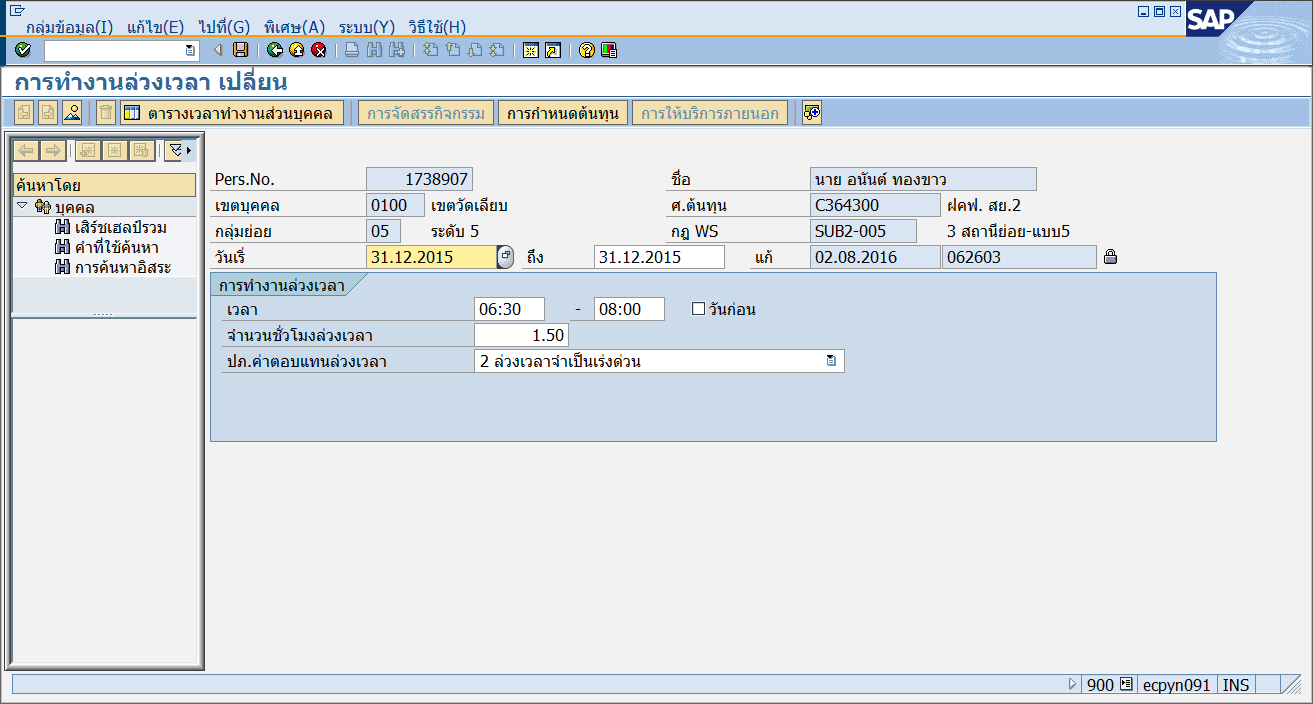 กลุ่มข้อมูล(I) แก้ไข(E) ไปที่(G) พิเศษ(A) ระบบ(Y) วิธีใช้(H)
SAP
การทำงานล่วงเวลา เปลี่ยน
ตารางเวลาทำงานส่วนบุคคล การจัดสรรกิจกรรม การกำหนดต้นทุน การให้บริการภายนอก
ค้นหาโดย
บุคคล
เสิร์ชเฮลป์รวม
คำที่ใช้ค้นหา
การค้นหาอิสระ
Pers.No. 1738907 ชื่อ นาย อนันต์ ทองขาว
เขตบุคคล 0100 เขตวัดเลียบ ศ.ต้นทุน C364300 ฝคฟ. สย.2
กลุ่มย่อย 05 ระดับ 5 กฎ WS SUB2-005 3 สถานีย่อย-แบบ5
วันเริ่ 31.12.2015 ถึง 31.12.2015 แก้ 02.08.2016 062603
การทำงานล่วงเวลา
เวลา 06:30 - 08:00 วันก่อน
จำนวนชั่วโมงล่วงเวลา 1.50
ปภ.ค่าตอบแทนล่วงเวลา 2 ล่วงเวลาจำเป็นเร่งด่วน
900 ecpyn091 INS